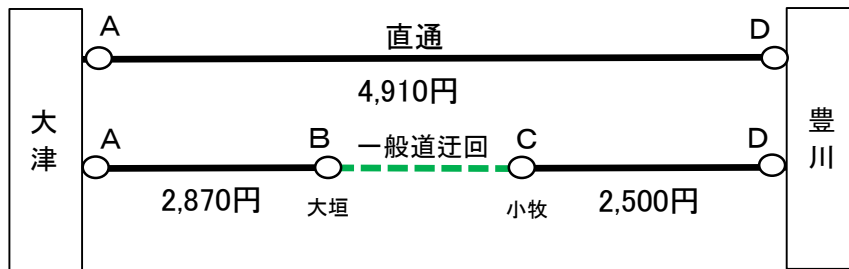 A
直通
D
4,910円
大津
豊川
A
B
一般道迂回
C
D
2,870円
大垣
小牧
2,500円